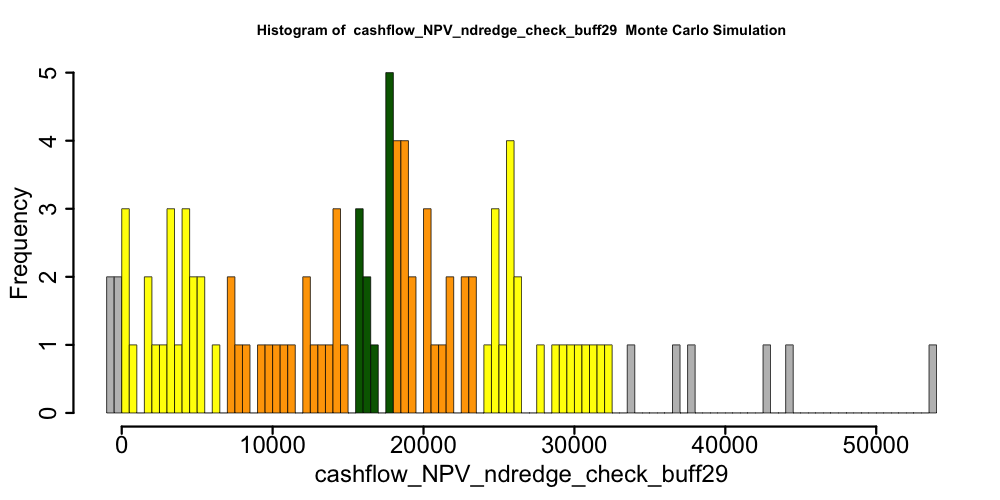 Histogram of  cashflow_NPV_ndredge_check_buff29  Monte Carlo Simulation
Frequency
5
4
3
2
1
0
0 10000 20000 30000 40000 50000
cashflow_NPV_ndredge_check_buff29